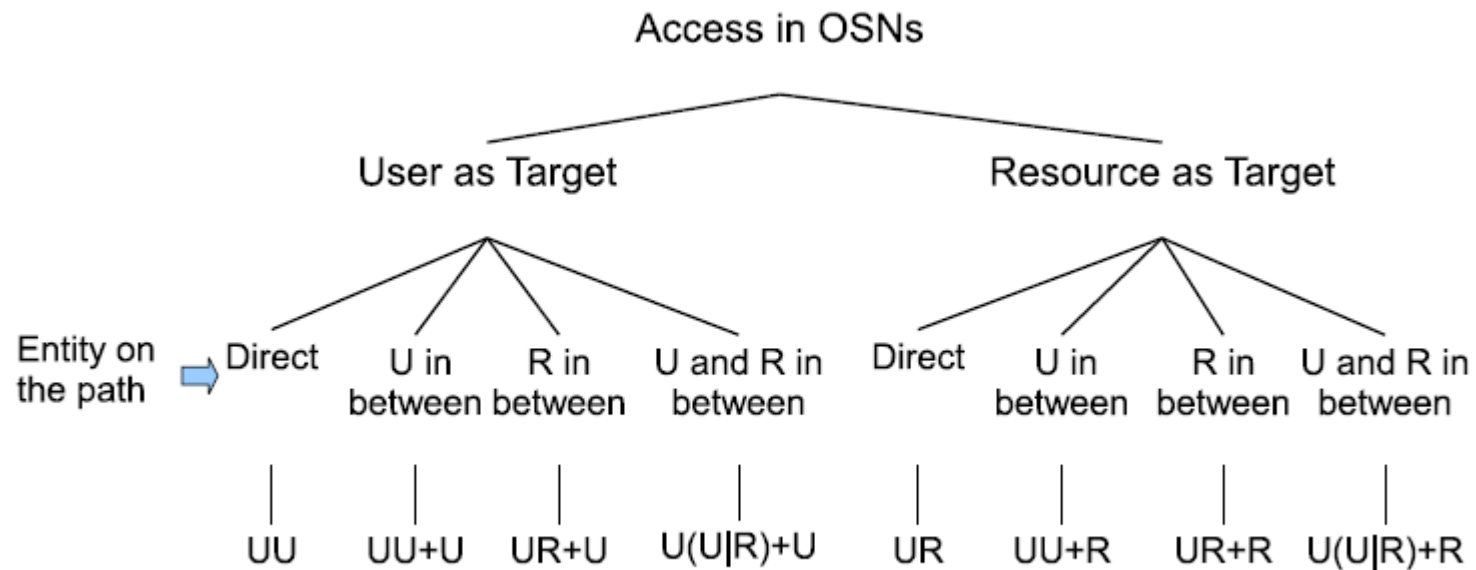 Access in OSNs
User as Target
Resource as Target
Entity on
the path
Direct
U in
between
R in
between
U and R in
between
Direct
U in
between
R in
between
U and R in
between
UU
UU+U
UR+U
U(U|R)+U
UR
UU+R
UR+R
U(U|R)+R